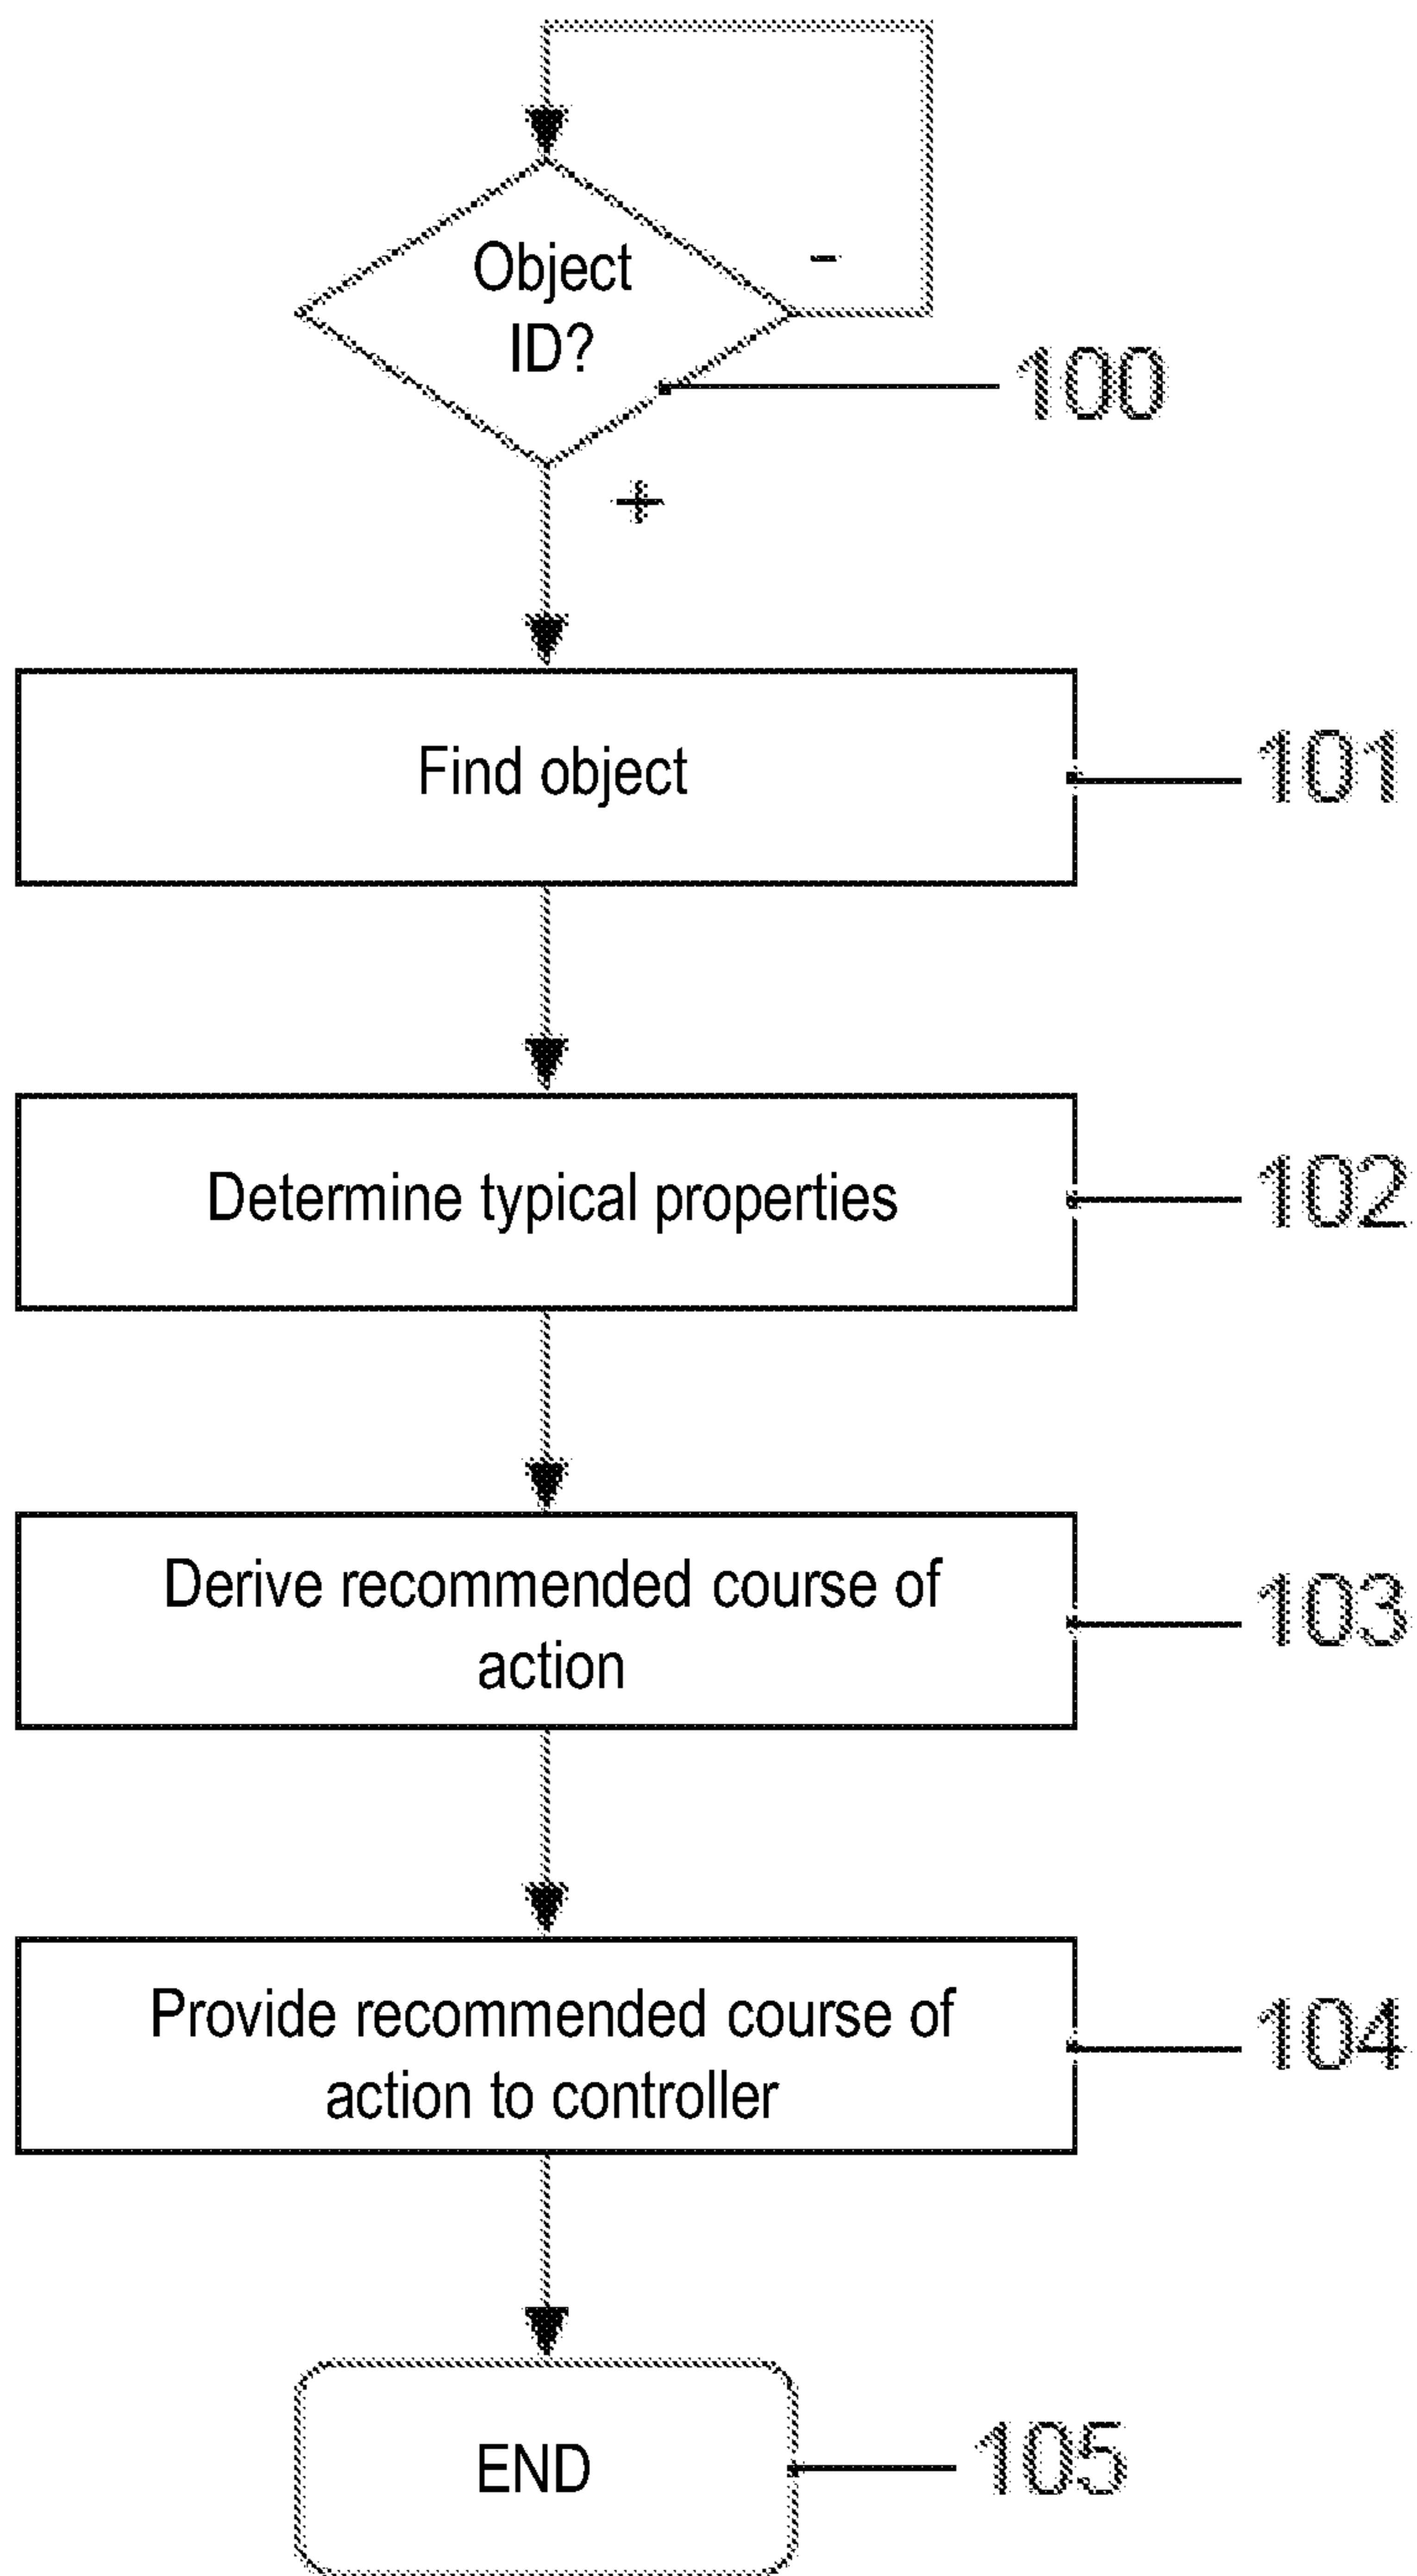 Object
ID?
-
100
+
Find object
101
Determine typical properties
102
Derive recommended course of
action
103
Provide recommended course of
action to controller
104
END
105